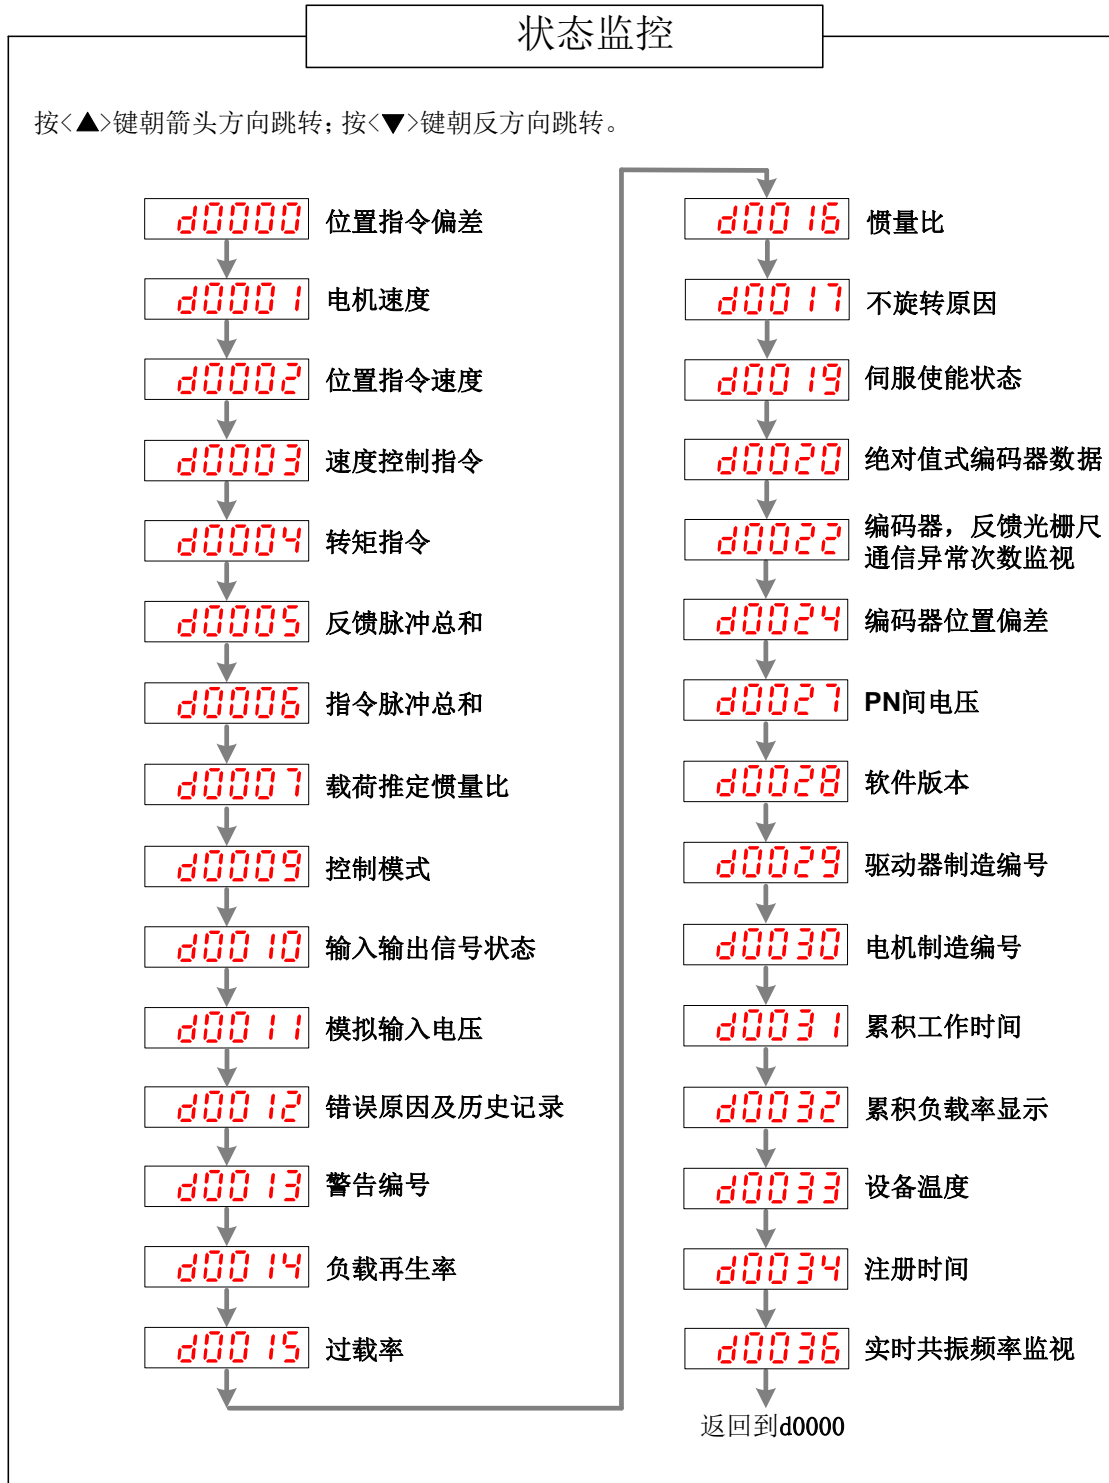 状态监控
按<▲>键朝箭头方向跳转；按<▼>键朝反方向跳转。
d0000 位置指令偏差
d0001 电机速度
d0002 位置指令速度
d0003 速度控制指令
d0004 转矩指令
d0005 反馈脉冲总和
d0006 指令脉冲总和
d0007 载荷推定惯量比
d0009 控制模式
d0010 输入输出信号状态
d0011 模拟输入电压
d0012 错误原因及历史记录
d0013 警告编号
d0014 负载再生率
d0015 过载率
d0016 惯量比
d0017 不旋转原因
d0019 伺服使能状态
d0020 绝对值式编码器数据
d0022 编码器，反馈光栅尺
通信异常次数监视
d0024 编码器位置偏差
d0027 PN间电压
d0028 软件版本
d0029 驱动器制造编号
d0030 电机制造编号
d0031 累积工作时间
d0032 累积负载率显示
d0033 设备温度
d0034 注册时间
d0036 实时共振频率监视
返回到d0000